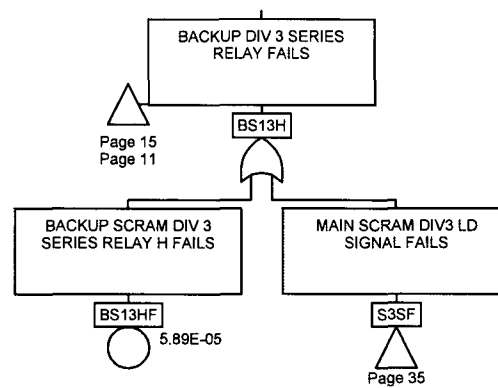 BACKUP DIV 3 SERIES
RELAY FAILS
Page 15
Page 11
BS13H
BACKUP SCRAM DIV 3
SERIES RELAY H FAILS
MAIN SCRAM DIV3 LD
SIGNAL FAILS
BS13HF
5.89E-05
S3SF
Page 35